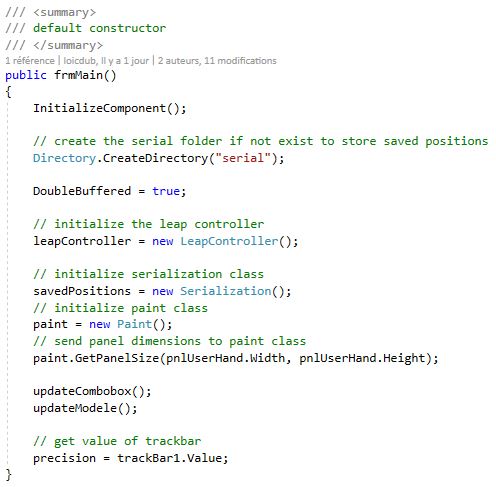 /// <summary>
/// default constructor
/// </summary>
1 référence | loicdub, Il y a 1 jour | 2 auteurs, 11 modifications
public frmMain()
{
InitializeComponent();
// create the serial folder if not exist to store saved positions
Directory.CreateDirectory("serial");
DoubleBuffered = true;
// initialize the leap controller
leapController = new LeapController();
// initialize serialization class
savedPositions = new Serialization();
// initialize paint class
paint = new Paint();
// send panel dimensions to paint class
paint.GetPanelSize(pnlUserHand.Width, pnlUserHand.Height);
updateCombobox();
updateModele();
// get value of trackbar
precision = trackBar1.Value;
}